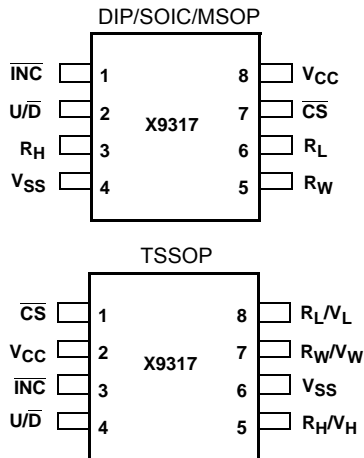 DIP/SOIC/MSOP
INC 1 8 VCC
U/D 2 7 CS
X9317
RH 3 6 RL
VSS 4 5 RW
TSSOP
CS 1 8 RL/VL
VCC 2 7 RW/VW
X9317
INC 3 6 VSS
U/D 4 5 RH/VH